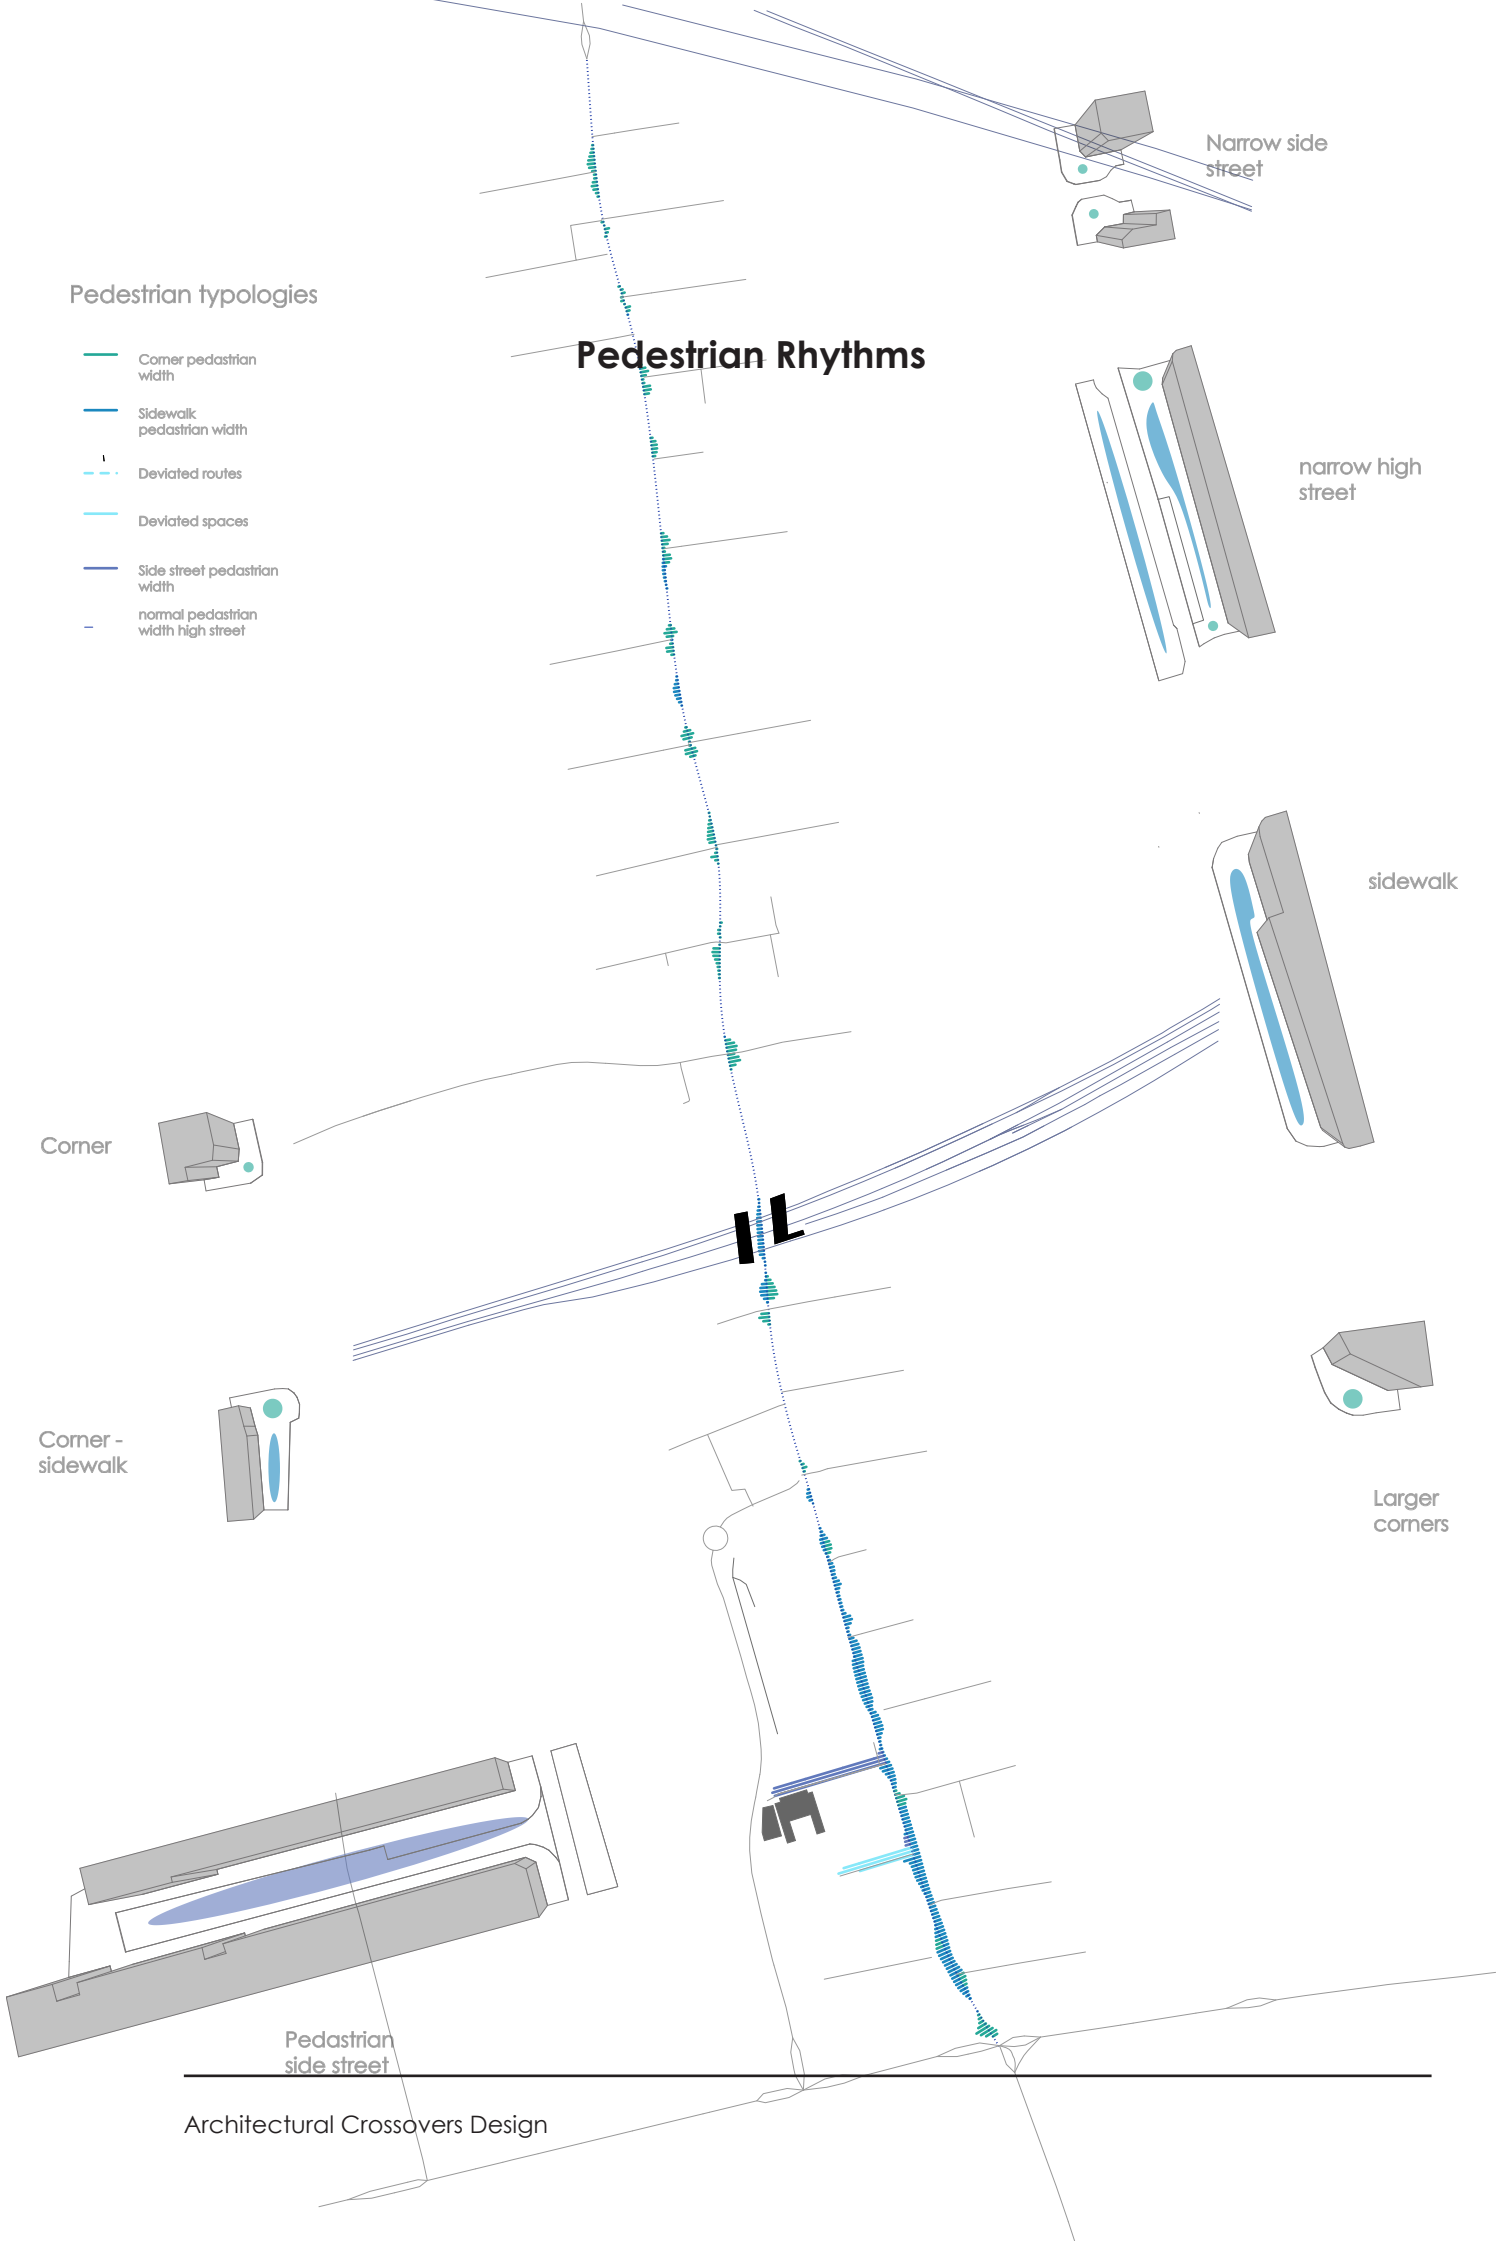 Narrow side
street
Pedestrian typologies
Pedestrian Rhythms
Corner pedastrian
width
Sidewalk
pedastrian width
Deviated routes
Deviated spaces
Side street pedastrian
width
normal pedastrian
width high street
narrow high
street
sidewalk
Corner
Corner -
sidewalk
Larger
corners
Pedastrian
side street
Architectural Crossovers Design